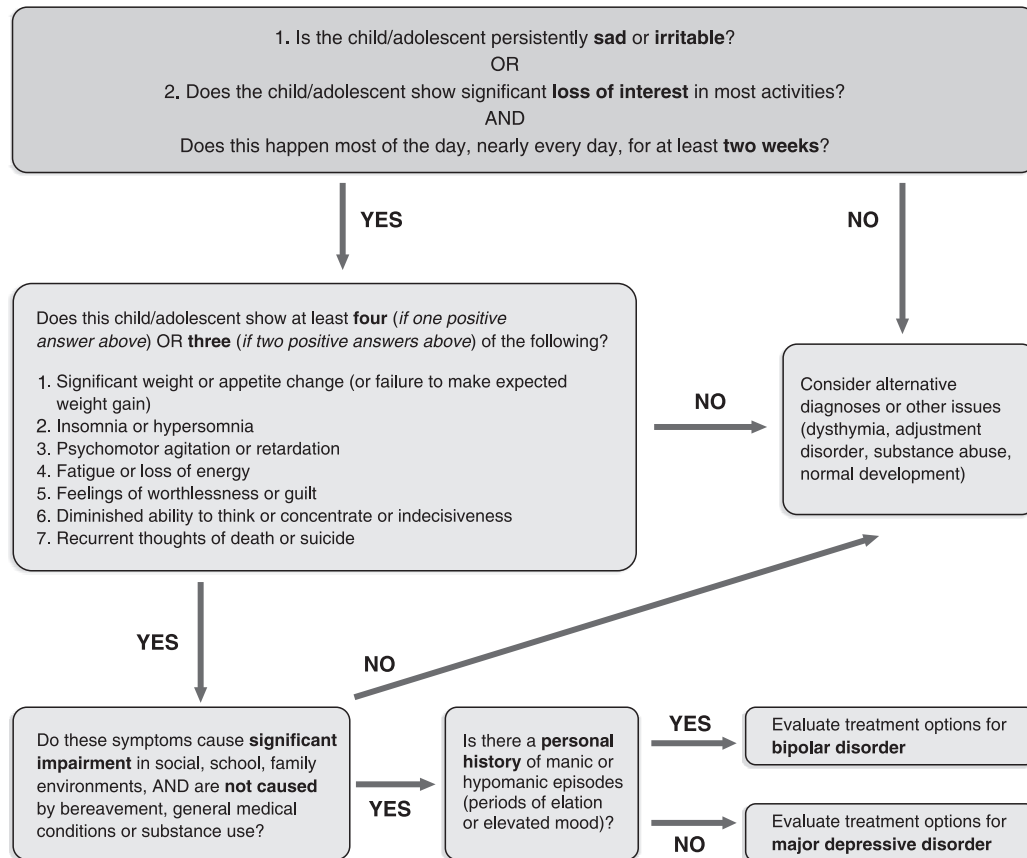 1. Is the child/adolescent persistently sad or irritable?
OR
2. Does the child/adolescent show significant loss of interest in most activities?
AND
Does this happen most of the day, nearly every day, for at least two weeks?
YES
NO
Does this child/adolescent show at least four (if one positive
answer above) OR three (if two positive answers above) of the following?
1. Significant weight or appetite change (or failure to make expected
weight gain)
2. Insomnia or hypersomnia
3. Psychomotor agitation or retardation
4. Fatigue or loss of energy
5. Feelings of worthlessness or guilt
6. Diminished ability to think or concentrate or indecisiveness
7. Recurrent thoughts of death or suicide
NO
Consider alternative
diagnoses or other issues
(dysthymia, adjustment
disorder, substance abuse,
normal development)
YES
NO
Do these symptoms cause significant
impairment in social, school, family
environments, AND are not caused
by bereavement, general medical
conditions or substance use?
YES
Is there a personal
history of manic or
hypomanic episodes
(periods of elation
or elevated mood)?
YES
Evaluate treatment options for
bipolar disorder
NO
Evaluate treatment options for
major depressive disorder